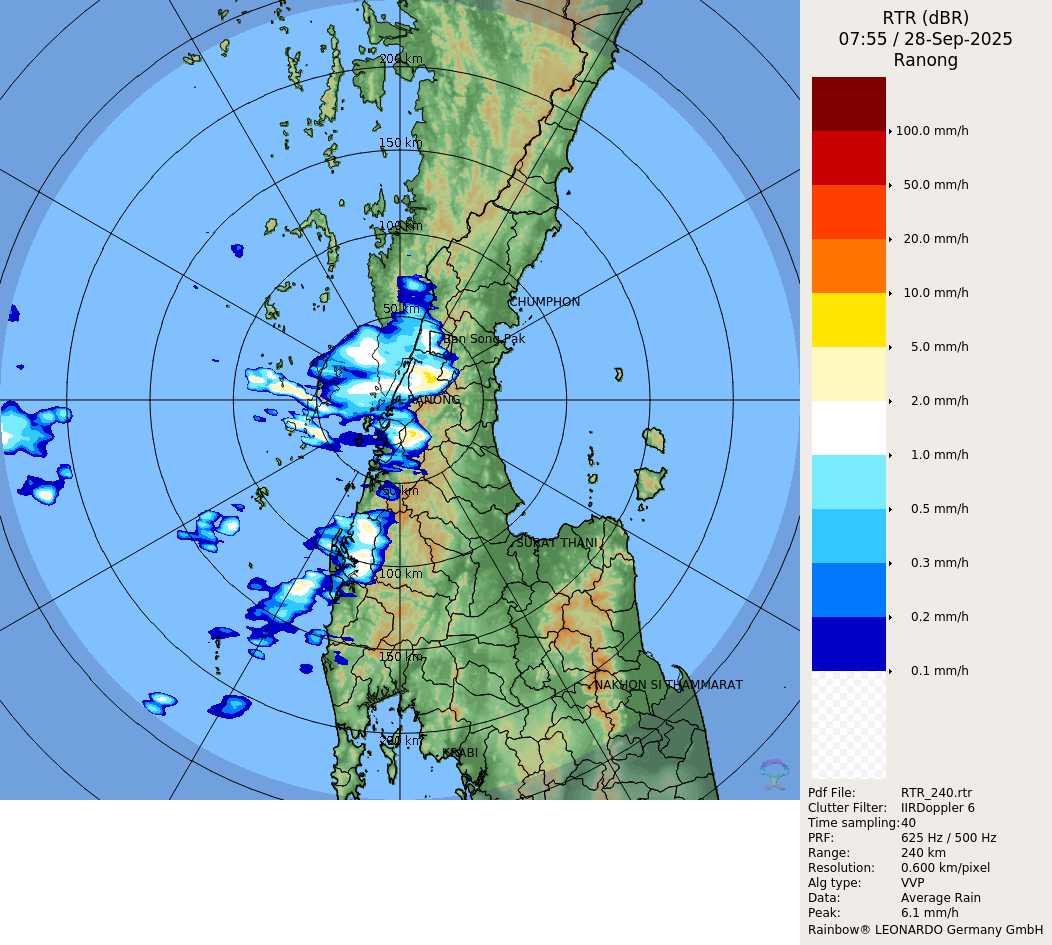 RTR (dBR)
07:55 / 28-Sep-2025
Ranong
200 km
150 km
100 km
50 km
CHUMPHON
Ban Song Pak
RANONG
50 km
SURAT THANI
100 km
150 km
NAKHON SI THAMMARAT
200 km
KRABI
100.0 mm/h
50.0 mm/h
20.0 mm/h
10.0 mm/h
5.0 mm/h
2.0 mm/h
1.0 mm/h
0.5 mm/h
0.3 mm/h
0.2 mm/h
0.1 mm/h
Pdf File: RTR_240.rtr
Clutter Filter: IIRDoppler 6
Time sampling:40
PRF: 625 Hz / 500 Hz
Range: 240 km
Resolution: 0.600 km/pixel
Alg type: VVP
Data: Average Rain
Peak: 6.1 mm/h
Rainbow® LEONARDO Germany GmbH